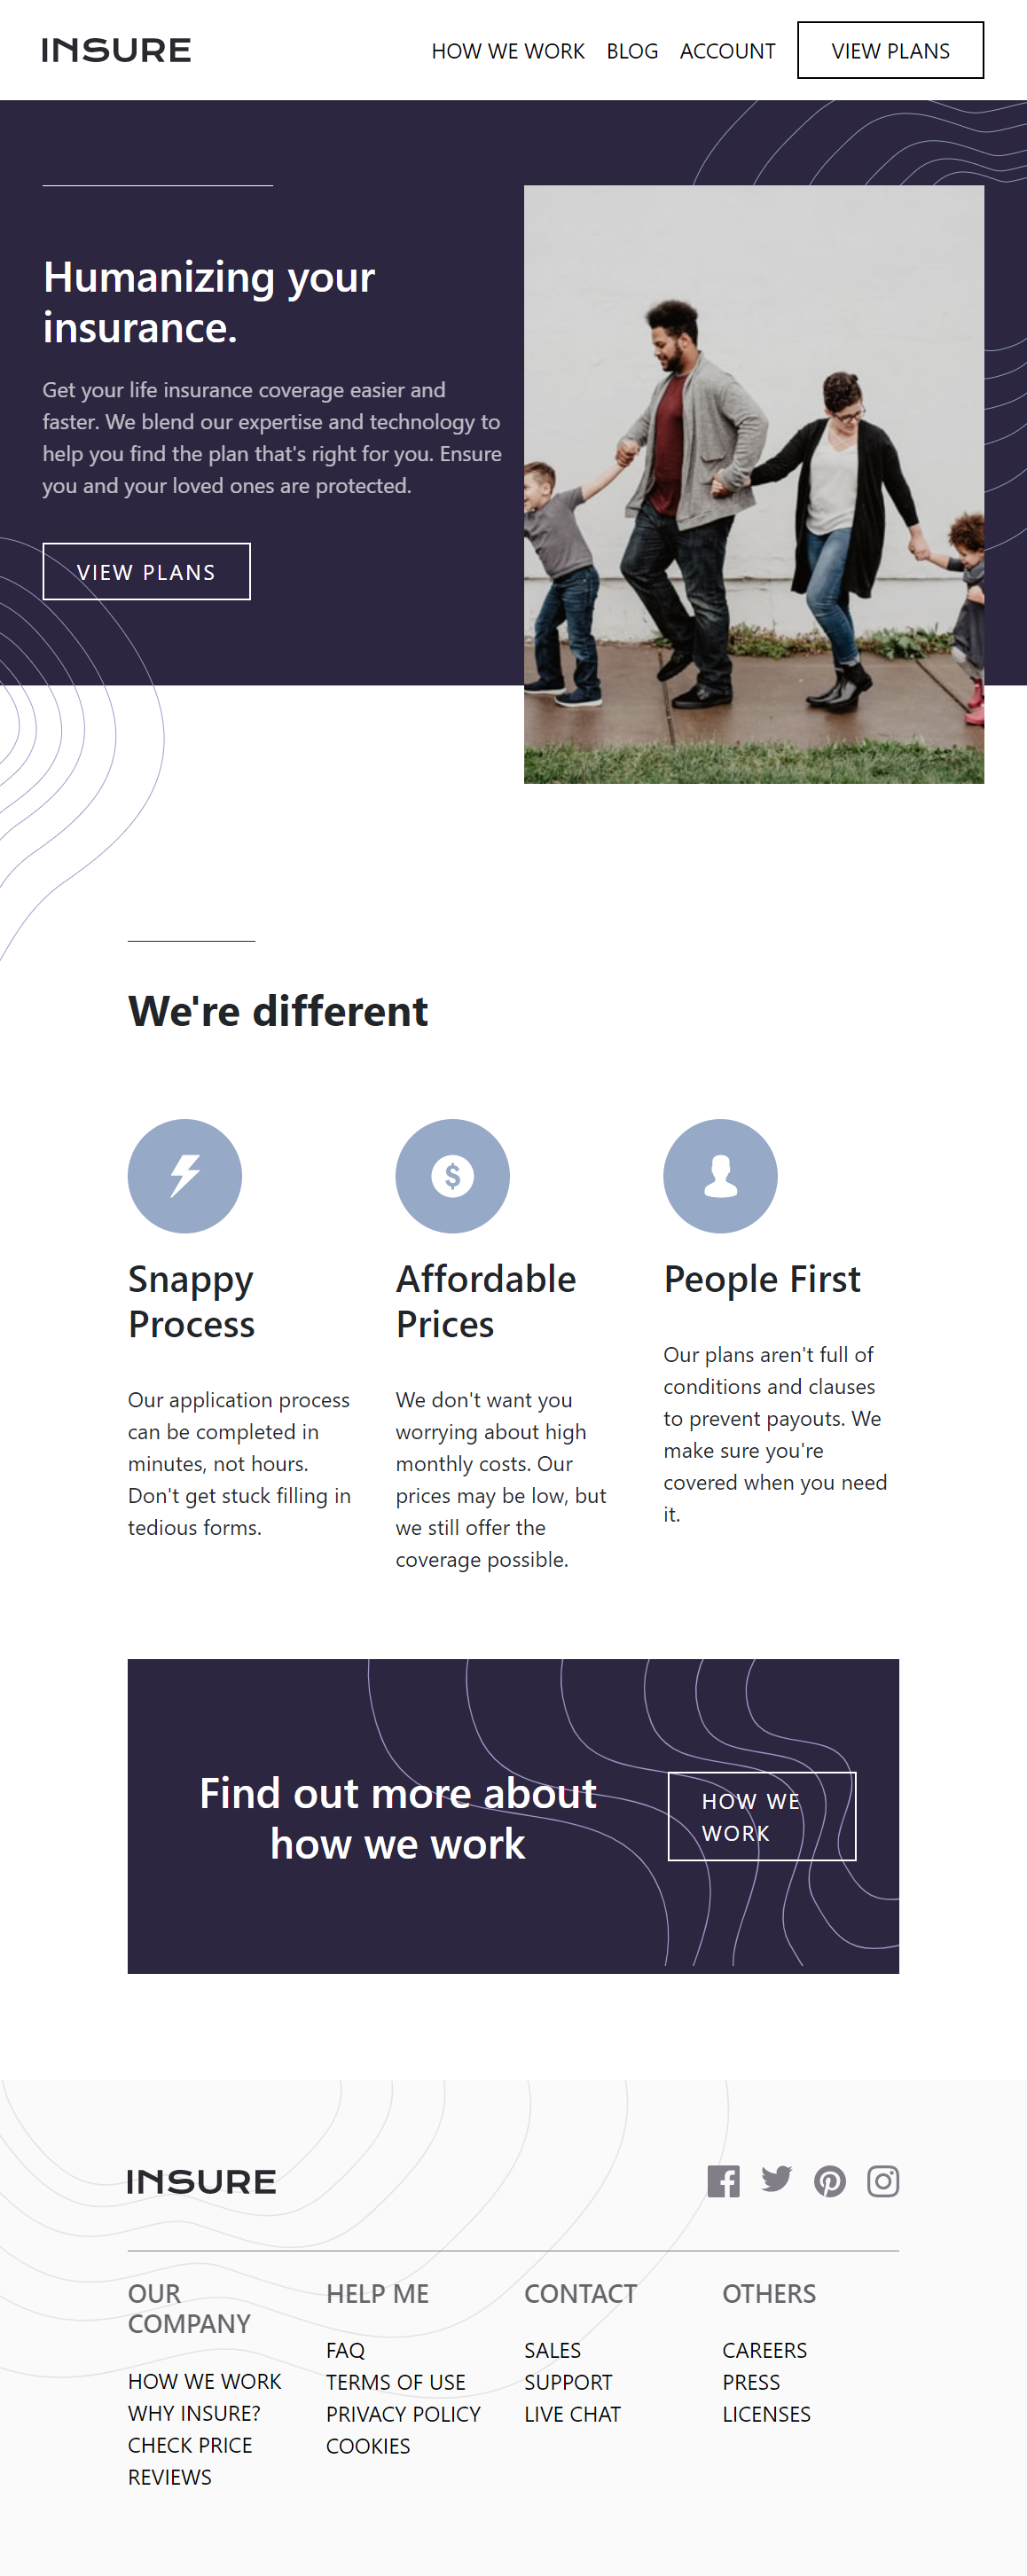 INSURE
HOW WE WORK BLOG ACCOUNT VIEW PLANS
Humanizing your
insurance.
Get your life insurance coverage easier and
faster. We blend our expertise and technology to
help you find the plan that's right for you. Ensure
you and your loved ones are protected.
VIEW PLANS
We're different
Snappy
Process
Our application process
can be completed in
minutes, not hours.
Don't get stuck filling in
tedious forms.
Affordable
Prices
We don't want you
worrying about high
monthly costs. Our
prices may be low, but
we still offer the
coverage possible.
People First
Our plans aren't full of
conditions and clauses
to prevent payouts. We
make sure you're
covered when you need
it.
Find out more about
how we work
HOW WE
WORK
INSURE
OUR
COMPANY
HOW WE WORK
WHY INSURE?
CHECK PRICE
REVIEWS
HELP ME
FAQ
TERMS OF USE
PRIVACY POLICY
COOKIES
CONTACT
SALES
SUPPORT
LIVE CHAT
OTHERS
CAREERS
PRESS
LICENSES